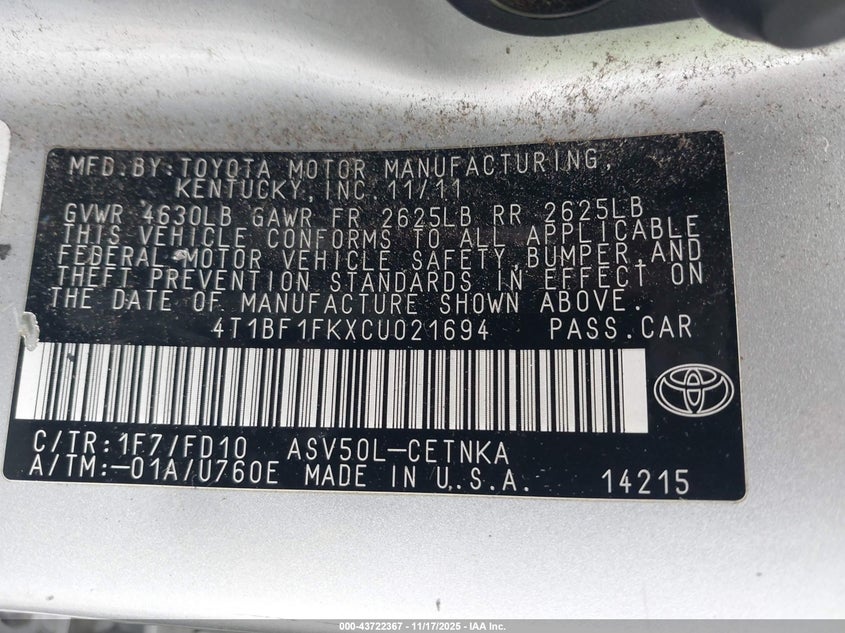 MFD.BY:TOYOTA MOTOR MANUFACTURING,
KENTUCKY,INC.11/11
GVWR 4630LB GAWR FR 2625LB RR 2625LB
THIS VEHICLE CONFORMS TO ALL APPLICABLE
FEDERAL MOTOR VEHICLE SAFETY,BUMPER,AND
THEFT PREVENTION STANDARDS IN EFFECT ON
THE DATE OF MANUFACTURE SHOWN ABOVE.
4T1BF1FKXCU021694 PASS.CAR
C/TR:1F7/FD10 ASV50L-CETNKA
A/TM:-01A/U760E MADE IN U.S.A. 14215
000-43722367 - 11/17/2025 - IAA Inc.